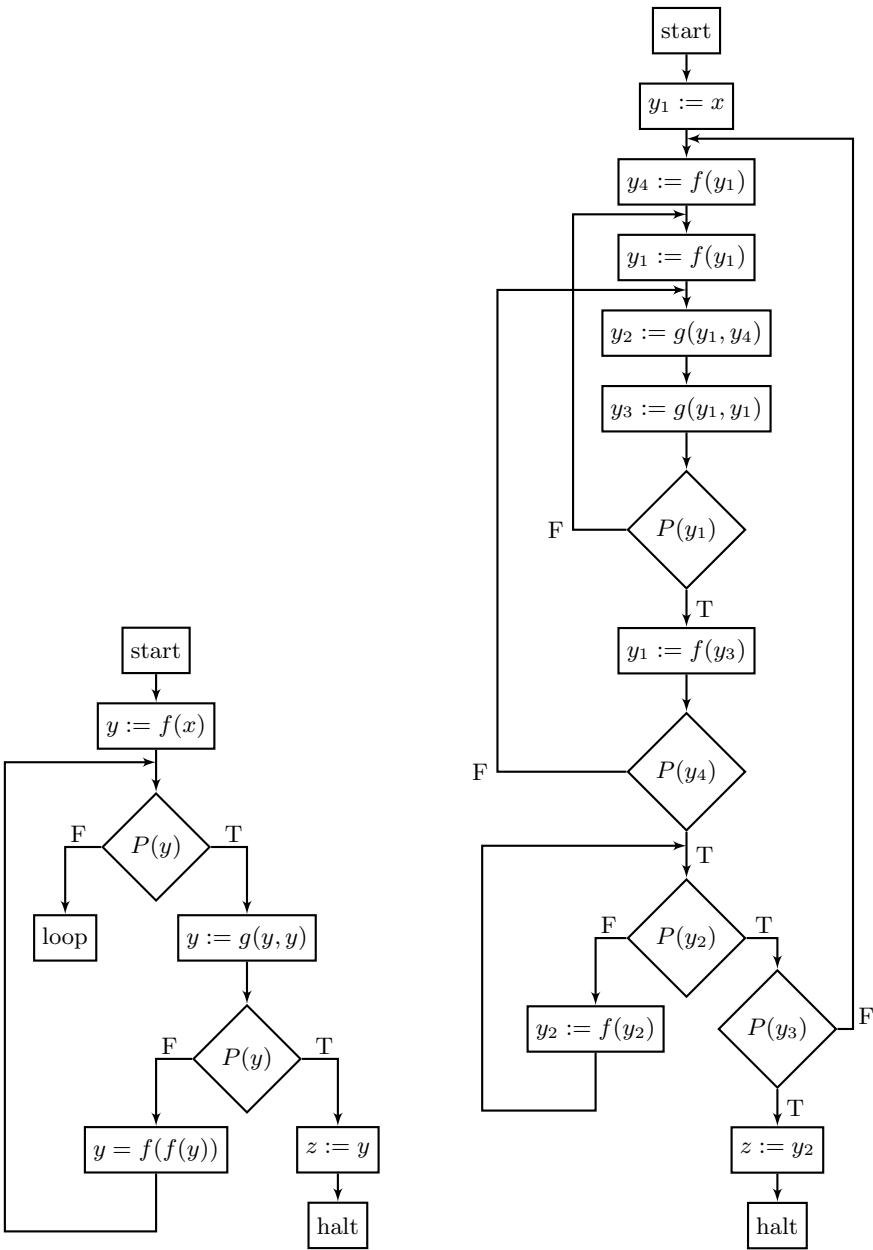 start
y := f(x)
P(y)
F
T
loop
y := g(y, y)
P(y)
F
T
y = f(f(y))
z := y
halt
start
y₁ := x
y₄ := f(y₁)
y₁ := f(y₁)
y₂ := g(y₁, y₄)
y₃ := g(y₁, y₁)
P(y₁)
F
T
y₁ := f(y₃)
P(y₄)
F
T
P(y₂)
F
T
y₂ := f(y₂)
P(y₃)
F
T
z := y₂
halt